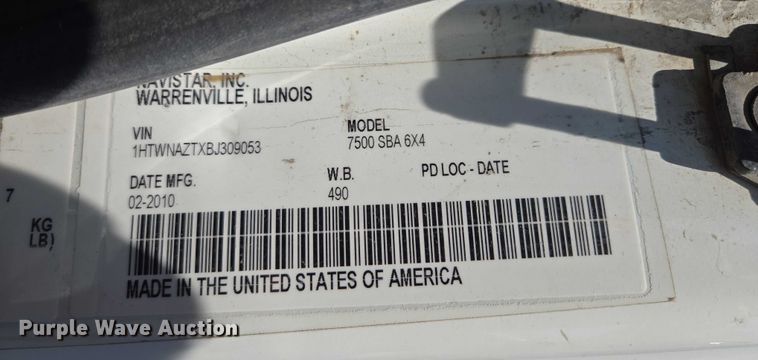 NAVISTAR, INC.
WARRENVILLE, ILLINOIS
VIN MODEL
1HTWNAZTXBJ309053 7500 SBA 6X4
DATE MFG. W.B. PD LOC - DATE
02-2010 490
7
KG
LB)
MADE IN THE UNITED STATES OF AMERICA
Purple Wave Auction